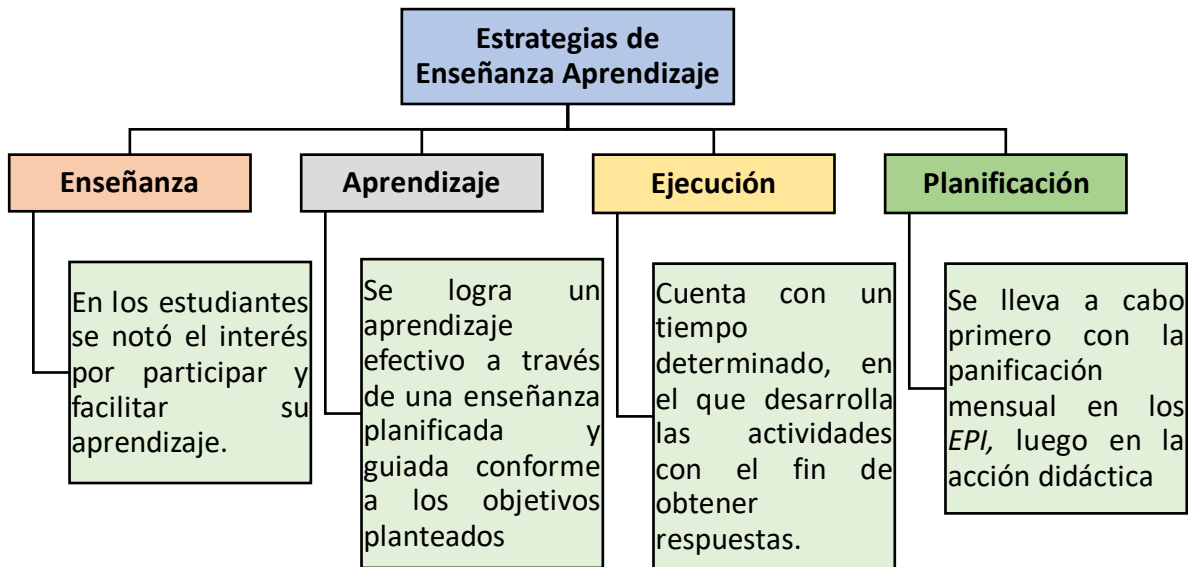 Estrategias de
Enseñanza Aprendizaje
Enseñanza
En los estudiantes
se notó el interés
por participar y
facilitar su
aprendizaje.
Aprendizaje
Se logra un
aprendizaje
efectivo a través
de una enseñanza
planificada y
guiada conforme
a los objetivos
planteados
Ejecución
Cuenta con un
tiempo
determinado, en
el que desarrolla
las actividades
con el fin de
obtener
respuestas.
Planificación
Se lleva a cabo
primero con la
panificación
mensual en los
EPI, luego en la
acción didáctica